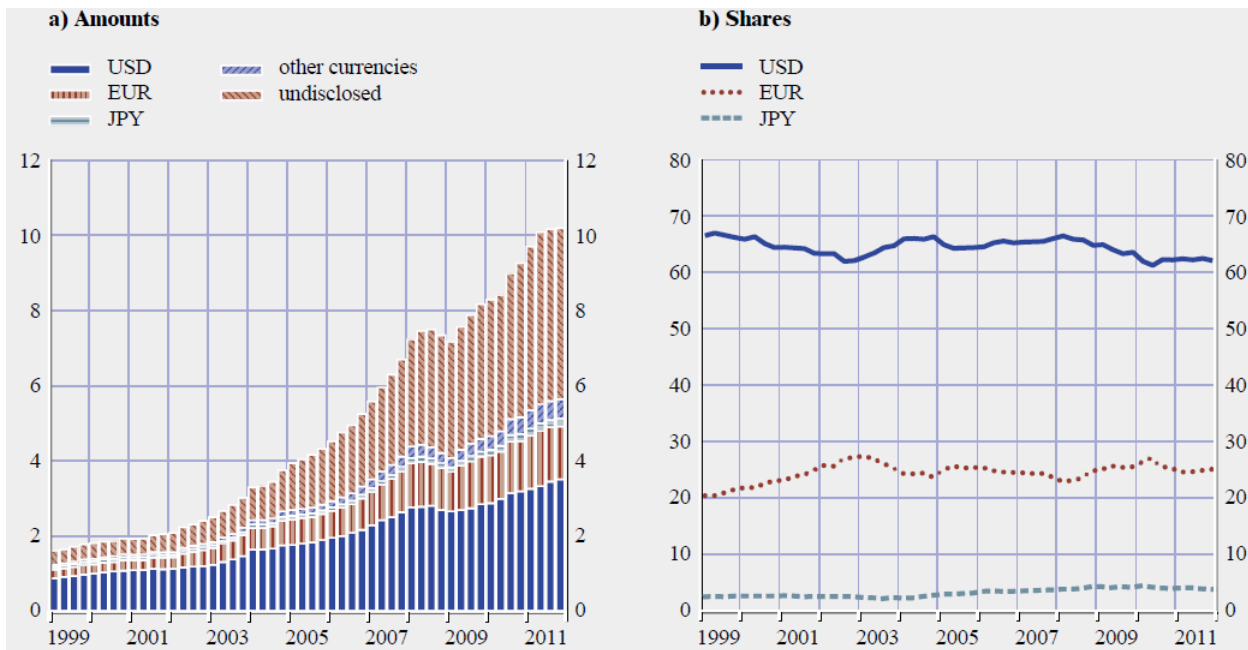 a) Amounts
USD
EUR
JPY
other currencies
undisclosed
12 12
10 10
8 8
6 6
4 4
2 2
0 0
1999 2001 2003 2005 2007 2009 2011
b) Shares
USD
EUR
JPY
80 80
70 70
60 60
50 50
40 40
30 30
20 20
10 10
0 0
1999 2001 2003 2005 2007 2009 2011